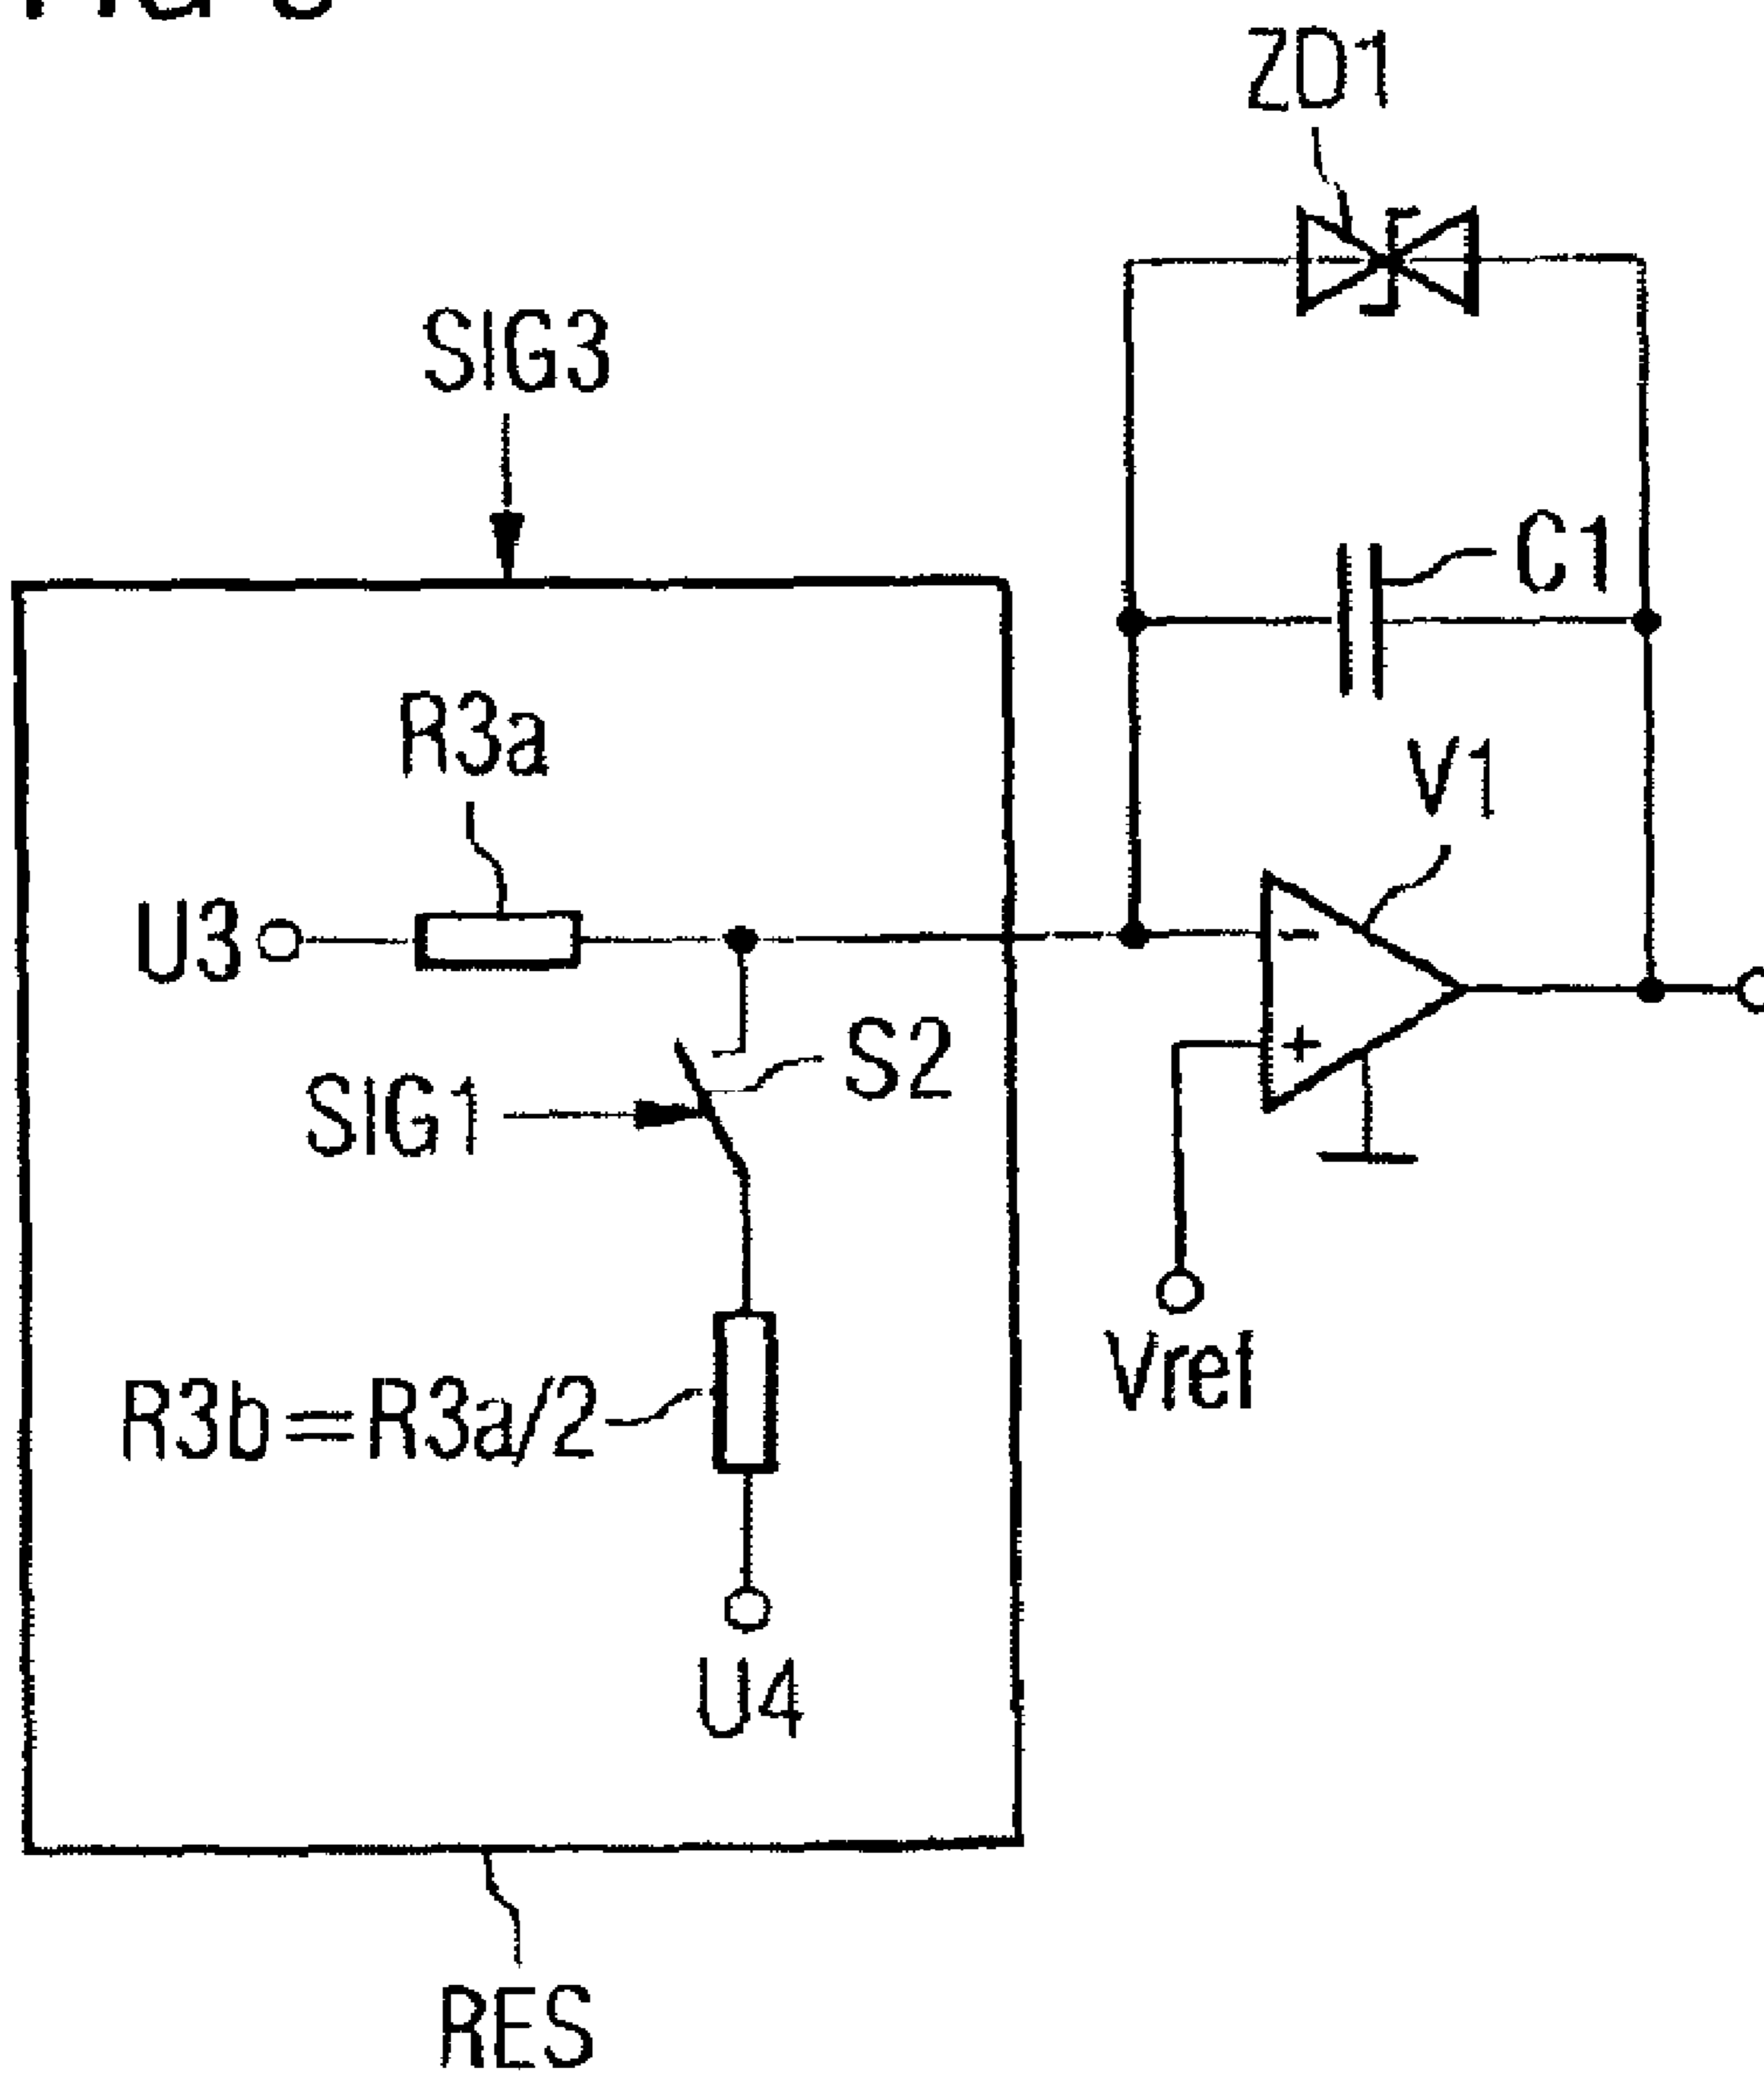 ZD1
SIG3
C1
R3a
V1
U3
-
S2
+
SIG1
Vref
R3b=R3a/2
U4
RES